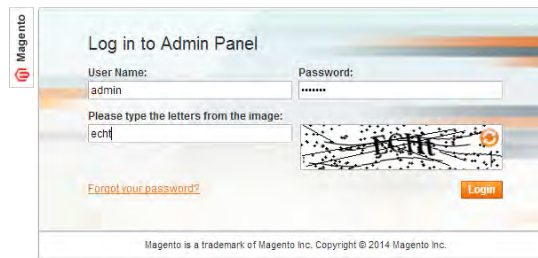 Magento
Log in to Admin Panel
User Name:
Password:
admin
•••••••
Please type the letters from the image:
echt
Forgot your password?
Login
Magento is a trademark of Magento Inc. Copyright © 2014 Magento Inc.